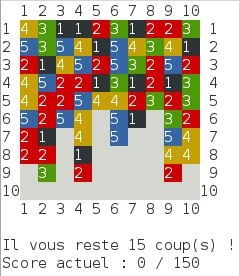 1 2 3 4 5 6 7 8 9 10
1 4 3 1 1 2 3 1 2 2 3 1
2 5 3 5 4 1 5 4 3 4 1 2
3 2 1 4 5 2 5 3 2 5 2 3
4 4 5 2 2 1 3 1 2 1 3 4
5 4 2 2 5 4 4 2 3 2 3 5
6 5 2 5 4 5 1 3 2 6
7 2 1 4 5 5 4 7
8 2 2 1 4 4 8
9 3 2 2 9
10 10
1 2 3 4 5 6 7 8 9 10
Il vous reste 15 coup(s) !
Score actuel : 0 / 150